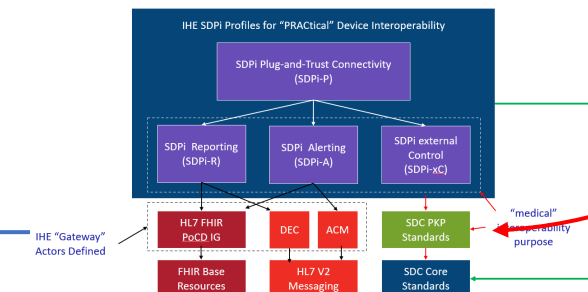 IHE SDPi Profiles for “PRACtical” Device Interoperability
SDPi Plug-and-Trust Connectivity
(SDPi-P)
SDPi Reporting
(SDPi-R)
SDPi Alerting
(SDPi-A)
SDPi external
Control
(SDPi-xC)
IHE “Gateway”
Actors Defined
HL7 FHIR
PoCD IG
DEC
ACM
SDC PKP
Standards
“medical”
interoperability
purpose
FHIR Base
Resources
HL7 V2
Messaging
SDC Core
Standards